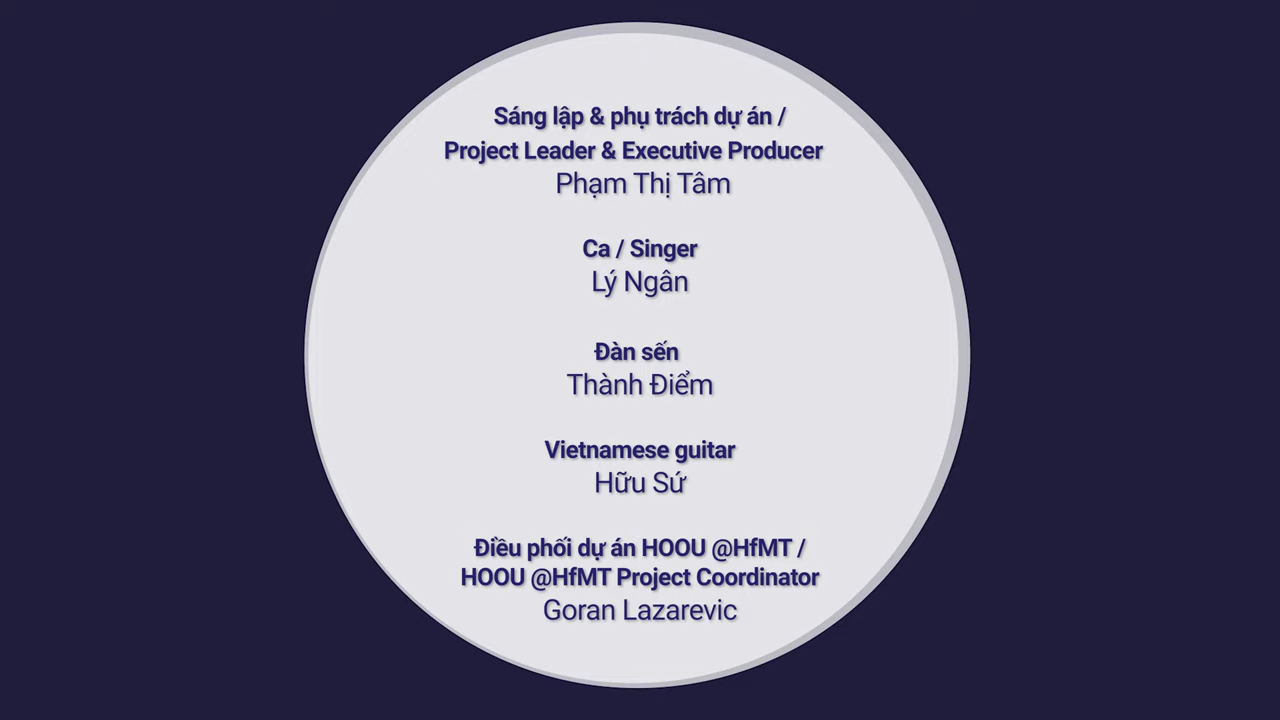 Sáng lập & phụ trách dự án /
Project Leader & Executive Producer
Phạm Thị Tâm
Ca / Singer
Lý Ngân
Đàn sến
Thành Điểm
Vietnamese guitar
Hữu Sứ
Điều phối dự án HOOU @HfMT /
HOOU @HfMT Project Coordinator
Goran Lazarevic